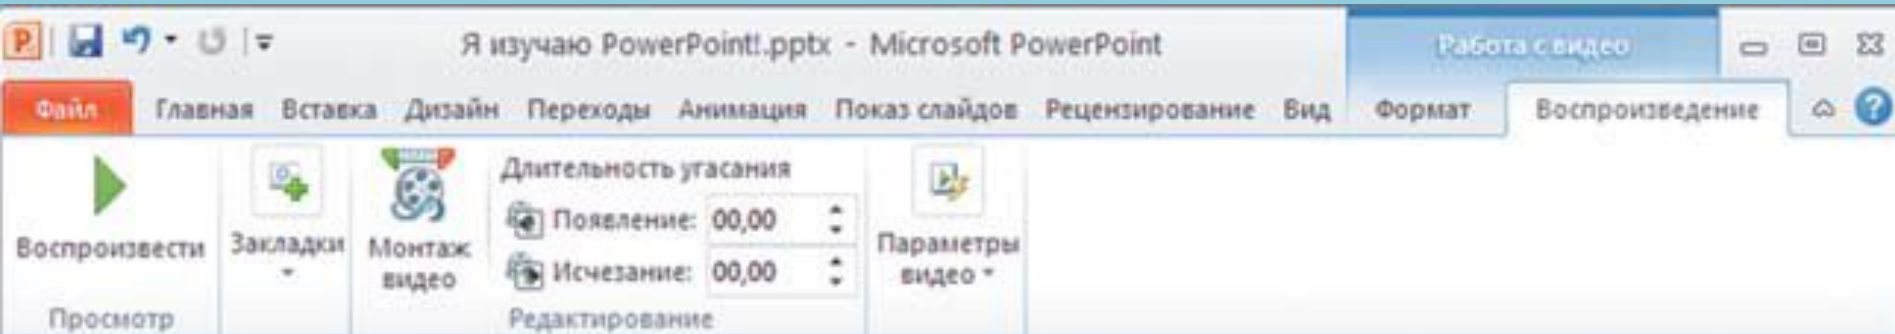 Я изучаю PowerPoint!.pptx - Microsoft PowerPoint
Работа с видео
Файл Главная Вставка Дизайн Переходы Анимация Показ слайдов Рецензирование Вид Формат Воспроизведение
Воспроизвести
Закладки
Монтаж
видео
Длительность угасания
Появление: 00,00
Исчезание: 00,00
Параметры
видео
Просмотр
Редактирование